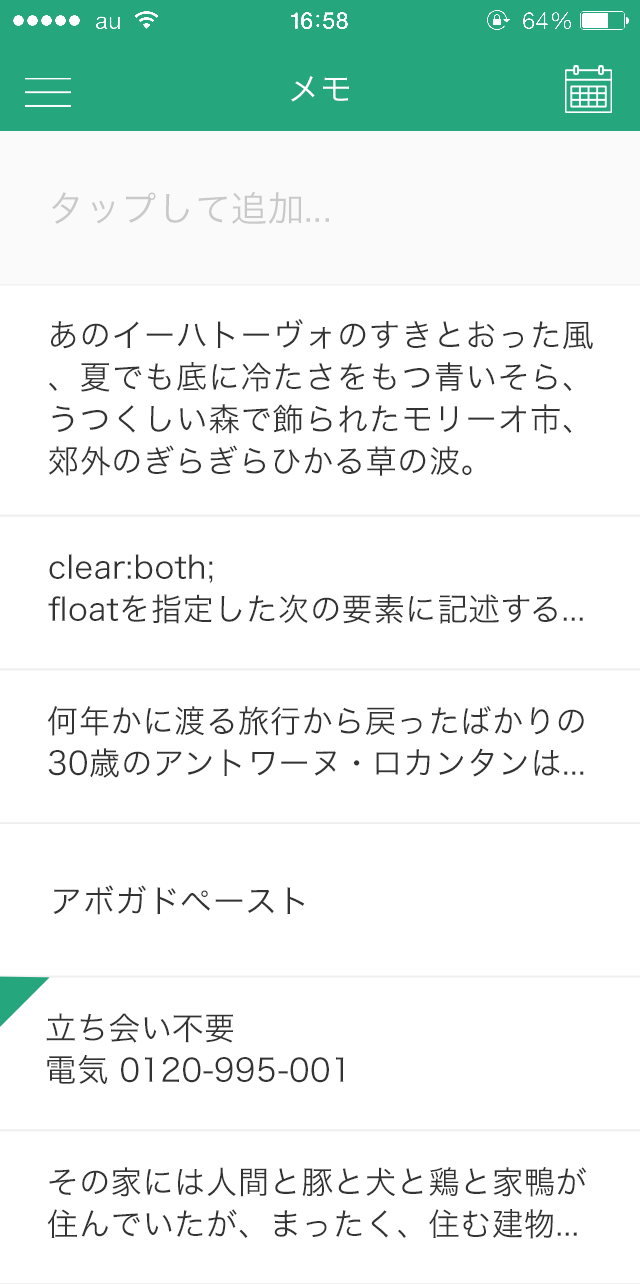 au 16:58 64%
メモ
タップして追加...
あのイーハトーヴォのすきとおった風
、夏でも底に冷たさをもつ青いそら、
うつくしい森で飾られたモリーオ市、
郊外のぎらぎらひかる草の波。
clear:both;
floatを指定した次の要素に記述する...
何年かに渡る旅行から戻ったばかりの
30歳のアントワーヌ・ロカンタンは...
アボガドペースト
立ち会い不要
電気 0120-995-001
その家には人間と豚と犬と鶏と家鴨が
住んでいたが、まったく、住む建物...